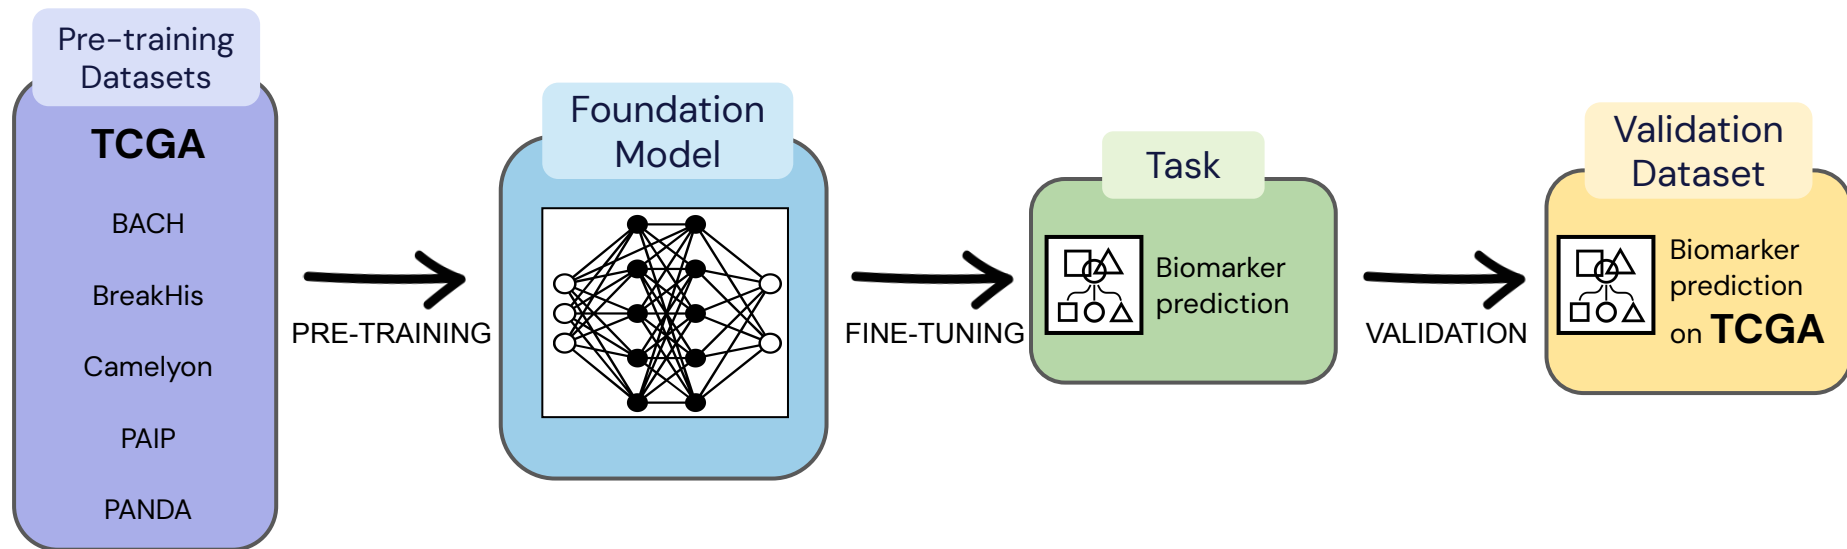 Pre-training
Datasets
TCGA
BACH
BreakHis
Camelyon
PAIP
PANDA
PRE-TRAINING
Foundation
Model
FINE-TUNING
Task
Biomarker
prediction
VALIDATION
Validation
Dataset
Biomarker
prediction
on TCGA